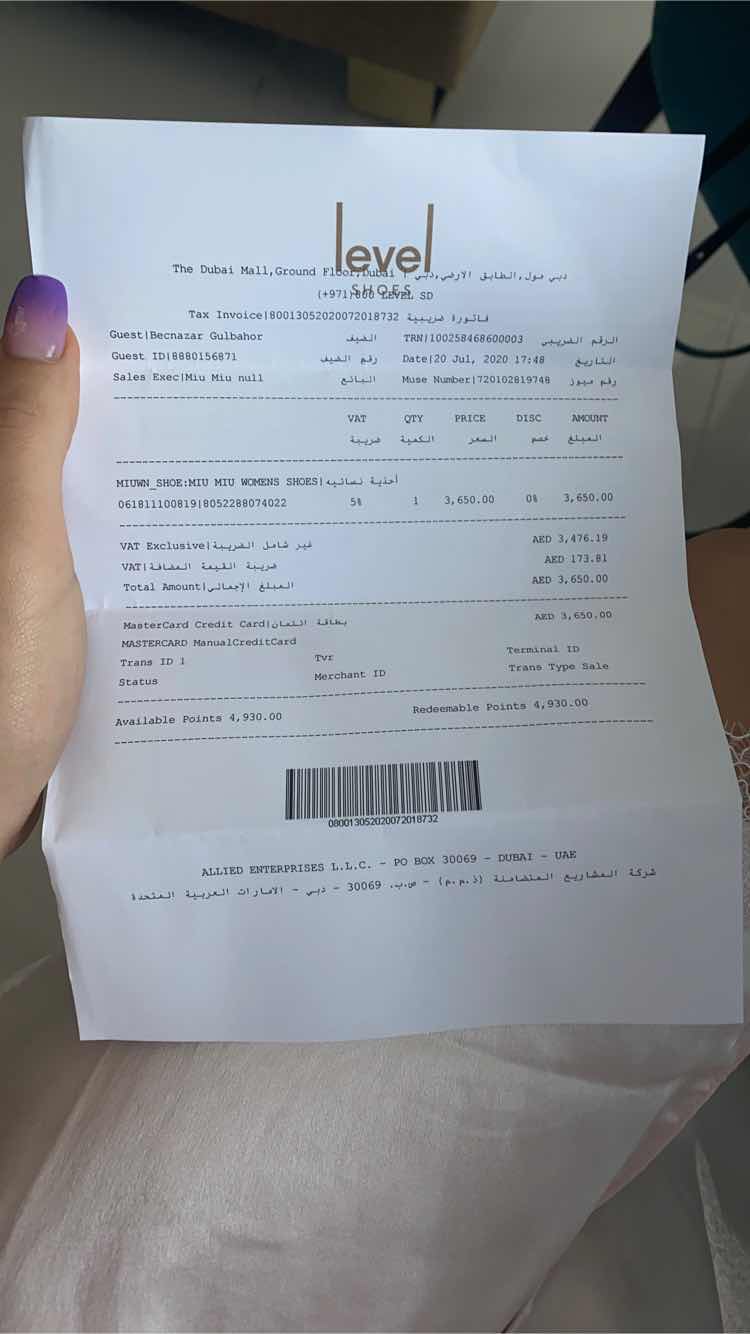 level
SHOES
The Dubai Mall,Ground Floor,Dubai | دبي مول,الطابق الارضي,دبي
(+971)800 LEVEL SD
Tax Invoice|80013052020072018732 فاتورة ضريبية
Guest|Becnazar Gulbahor الضيف TRN|100258468600003 الرقم الضريبي
Guest ID|8880156871 رقم الضيف Date|20 Jul, 2020 17:48 التاريخ
Sales Exec|Miu Miu null البائع Muse Number|720102819748 رقم ميوز
VAT QTY PRICE DISC AMOUNT
ضريبة الكمية السعر خصم المبلغ
MIUWN_SHOE:MIU MIU WOMENS SHOES|أحذية نسائيه
061811100819|8052288074022 5% 1 3,650.00 0% 3,650.00
VAT Exclusive|غير شامل الضريبة AED 3,476.19
VAT|ضريبة القيمة المضافة AED 173.81
Total Amount|المبلغ الإجمالي AED 3,650.00
MasterCard Credit Card|بطاقة ائتمان AED 3,650.00
MASTERCARD ManualCreditCard
Trans ID 1 Tvr Terminal ID
Status Merchant ID Trans Type Sale
Available Points 4,930.00 Redeemable Points 4,930.00
080013052020072018732
ALLIED ENTERPRISES L.L.C. - PO BOX 30069 - DUBAI - UAE
شركة المشاريع المتضامنة (ذ.م.م) - ص.ب. 30069 - دبي - الامارات العربية المتحدة